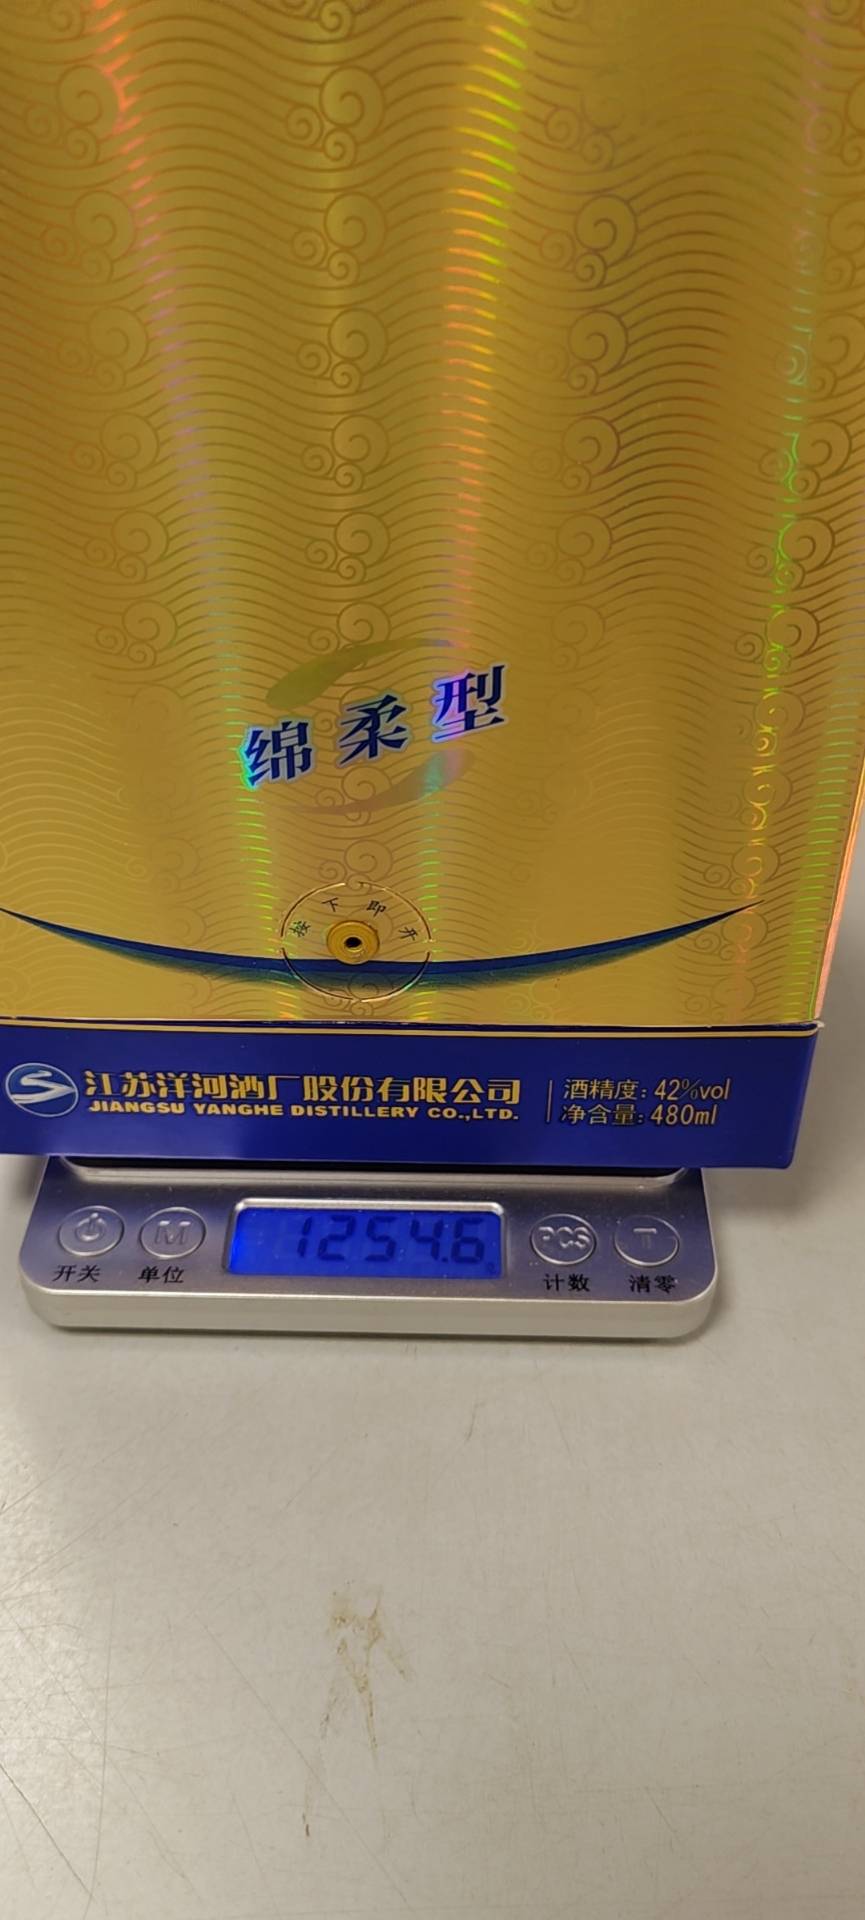 绵柔型
按下即开
江苏洋河酒厂股份有限公司
JIANGSU YANGHE DISTILLERY CO.,LTD.
酒精度: 42%vol
净含量: 480ml
1254.6
M
PCS
T
开关
单位
计数
清零